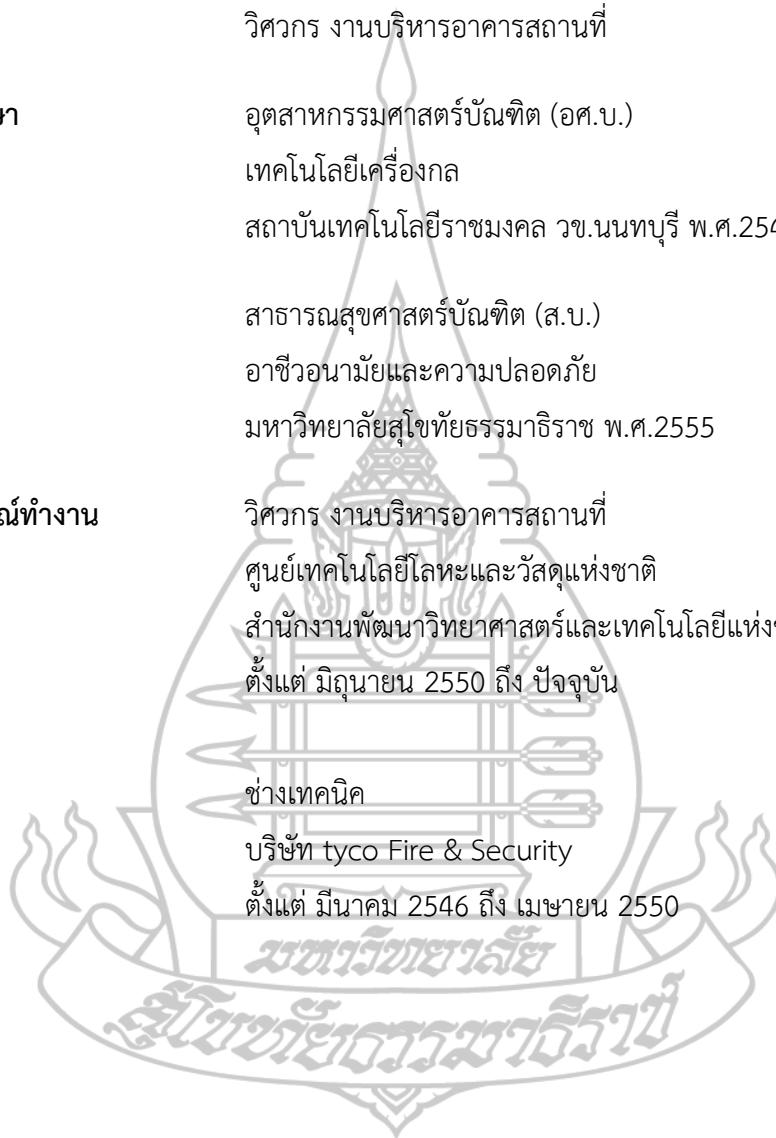 วิศวกร งานบริหารอาคารสถานที่
อุตสาหกรรมศาสตร์บัณฑิต (อศ.บ.)
เทคโนโลยีเครื่องกล
สถาบันเทคโนโลยีราชมงคล วข.นนทบุรี พ.ศ.254
สาธารณสุขศาสตร์บัณฑิต (ส.บ.)
อาชีวอนามัยและความปลอดภัย
มหาวิทยาลัยสุโขทัยธรรมาธิราช พ.ศ.2555
ณ์ทำงาน วิศวกร งานบริหารอาคารสถานที่
ศูนย์เทคโนโลยีโลหะและวัสดุแห่งชาติ
สำนักงานพัฒนาวิทยาศาสตร์และเทคโนโลยีแห่งช
ตั้งแต่ มิถุนายน 2550 ถึง ปัจจุบัน
ช่างเทคนิค
บริษัท tyco Fire & Security
ตั้งแต่ มีนาคม 2546 ถึง เมษายน 2550
มหาวิทยาลัย
สุโขทัยธรรมาธิราช